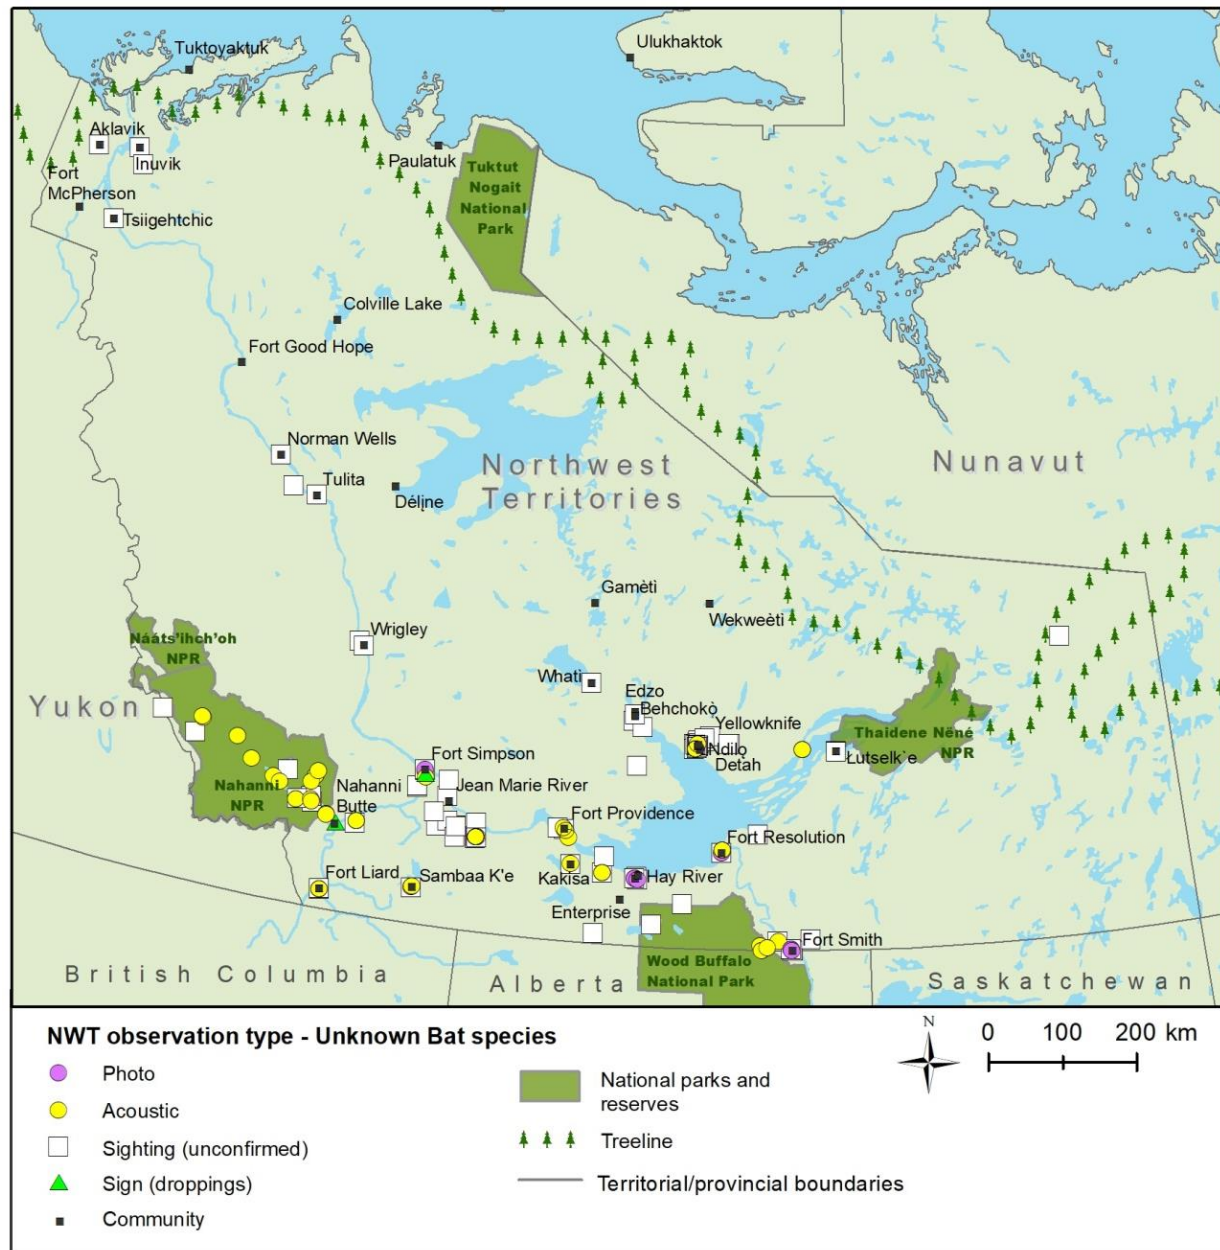 Tuktoyaktuk
Ulukhaktok
Aklavik
Inuvik
Fort
McPherson
Tsiigehtchic
Paulatuk
Tuktut
Nogait
National
Park
Colville Lake
Fort Good Hope
Norman Wells
Tulita
Délı̨ne
Northwest
Territories
Nunavut
Gamètì
Wekweètì
Wrigley
Nááts'ihch'oh
NPR
Yukon
Whatì
Edzo
Behchokǫ̀
Yellowknife
Ndilǫ
Detah
Thaidene Nëné
NPR
Łutselk`e
Fort Simpson
Jean Marie River
Nahanni
Butte
Nahanni
NPR
Fort Providence
Fort Resolution
Fort Liard
Sambaa K'e
Kakisa
Hay River
Enterprise
Fort Smith
Wood Buffalo
National Park
British Columbia
Alberta
Saskatchewan
NWT observation type - Unknown Bat species
Photo
Acoustic
Sighting (unconfirmed)
Sign (droppings)
Community
National parks and
reserves
Treeline
Territorial/provincial boundaries
N
0 100 200 km